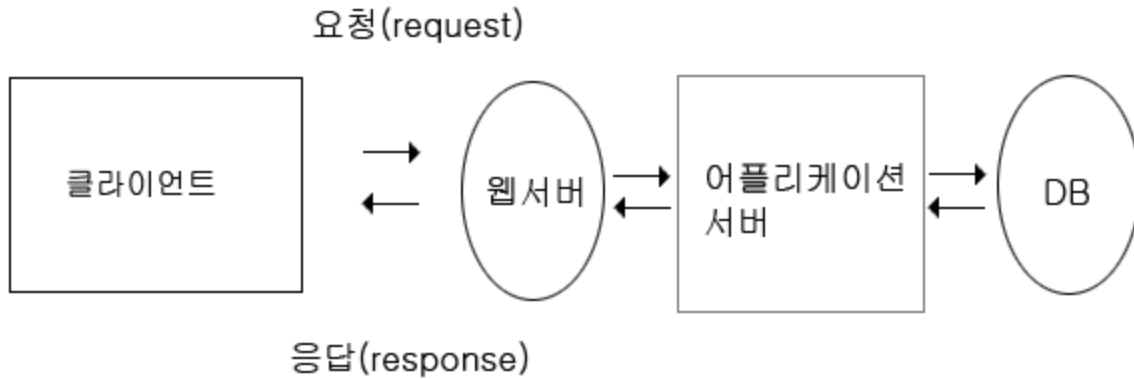 요청(request)
클라이언트
웹서버
어플리케이션
서버
DB
응답(response)